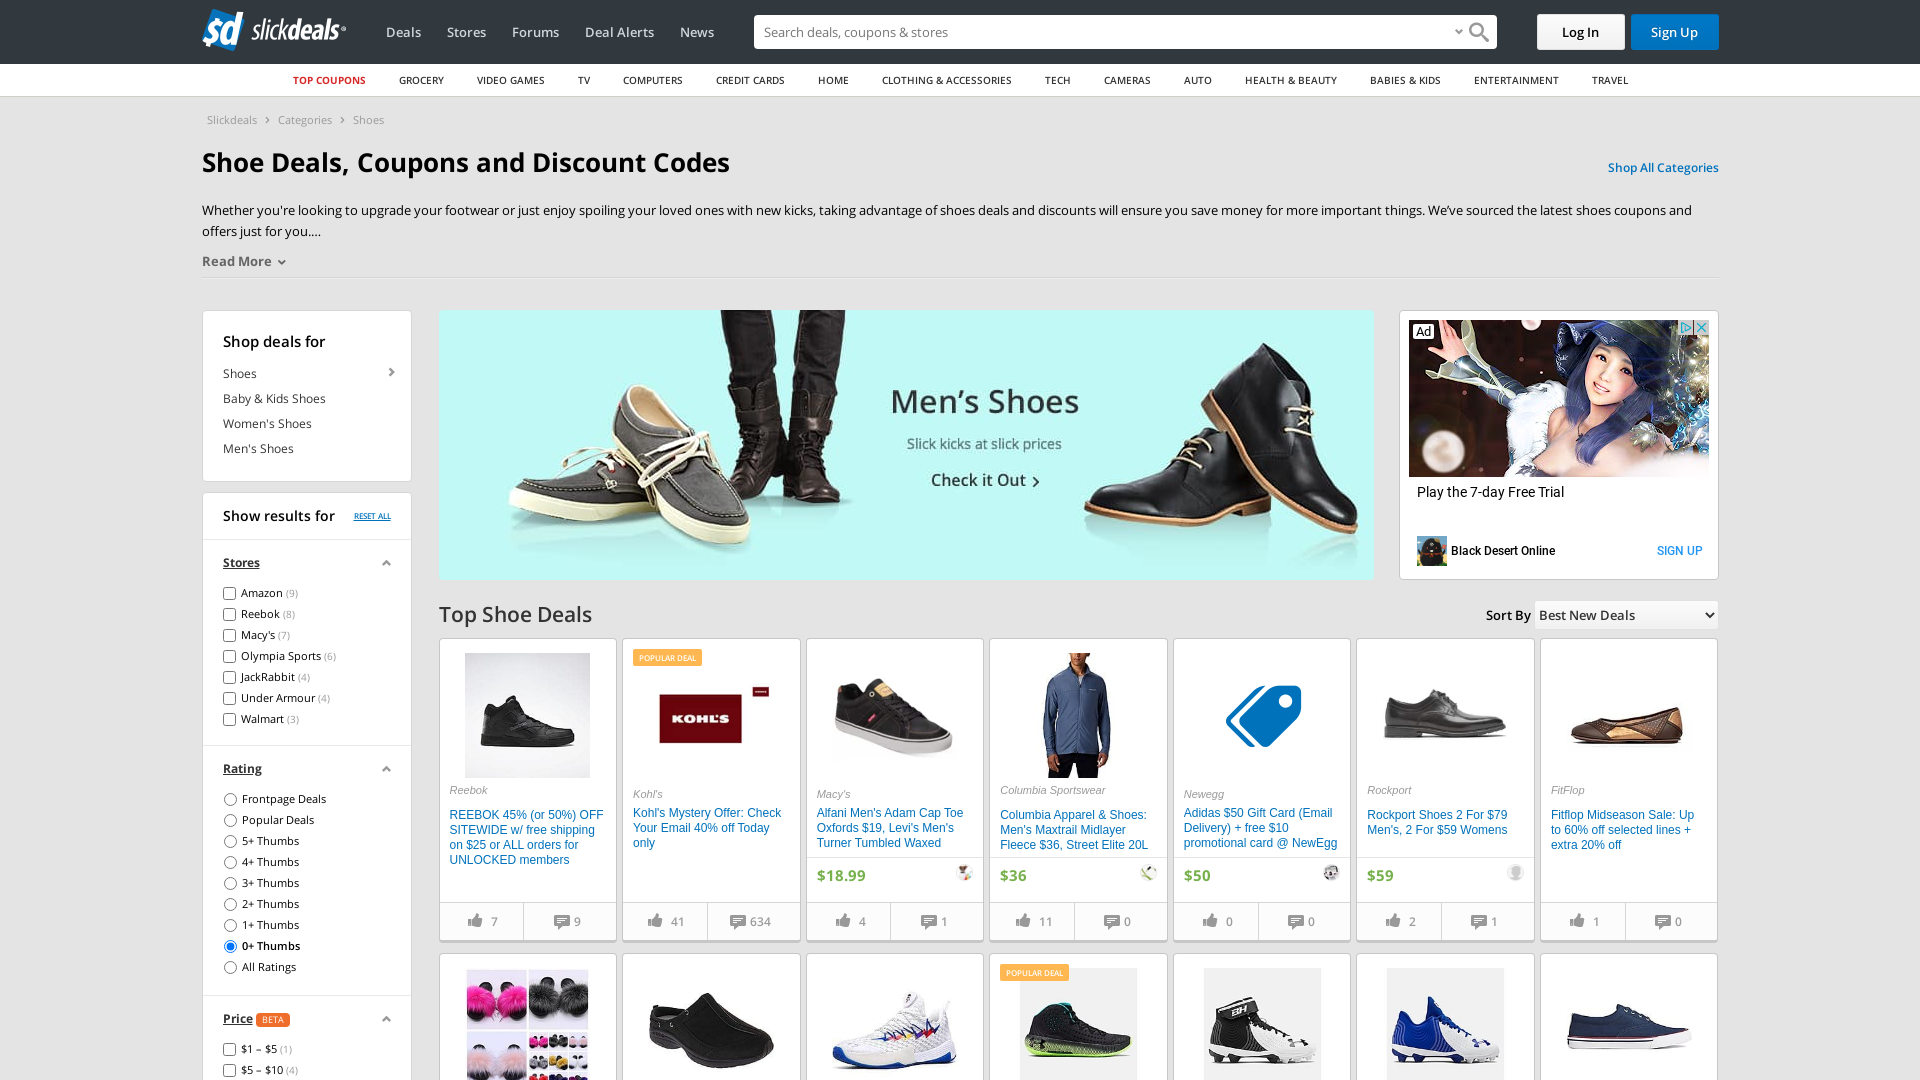 sd slickdeals
Deals
Stores
Forums
Deal Alerts
News
Search deals, coupons & stores
Log In
Sign Up
TOP COUPONS
GROCERY
VIDEO GAMES
TV
COMPUTERS
CREDIT CARDS
HOME
CLOTHING & ACCESSORIES
TECH
CAMERAS
AUTO
HEALTH & BEAUTY
BABIES & KIDS
ENTERTAINMENT
TRAVEL
Slickdeals
Categories
Shoes
Shoe Deals, Coupons and Discount Codes
Shop All Categories
Whether you're looking to upgrade your footwear or just enjoy spoiling your loved ones with new kicks, taking advantage of shoes deals and discounts will ensure you save money for more important things. We've sourced the latest shoes coupons and
offers just for you....
Read More
Shop deals for
Shoes
Baby & Kids Shoes
Women's Shoes
Men's Shoes
Show results for
RESET ALL
Stores
Amazon (9)
Reebok (8)
Macy's (7)
Olympia Sports (6)
JackRabbit (4)
Under Armour (4)
Walmart (3)
Rating
Frontpage Deals
Popular Deals
5+ Thumbs
4+ Thumbs
3+ Thumbs
2+ Thumbs
1+ Thumbs
0+ Thumbs
All Ratings
Price BETA
$1 – $5 (1)
$5 – $10 (4)
Men's Shoes
Slick kicks at slick prices
Check it Out
Ad
Play the 7-day Free Trial
Black Desert Online
SIGN UP
Top Shoe Deals
Sort By
Best New Deals
Reebok
REEBOK 45% (or 50%) OFF
SITEWIDE w/ free shipping
on $25 or ALL orders for
UNLOCKED members
7
9
POPULAR DEAL
KOHL'S
Kohl's
Kohl's Mystery Offer: Check
Your Email 40% off Today
only
41
634
Macy's
Alfani Men's Adam Cap Toe
Oxfords $19, Levi's Men's
Turner Tumbled Waxed
$18.99
4
1
Columbia Sportswear
Columbia Apparel & Shoes:
Men's Maxtrail Midlayer
Fleece $36, Street Elite 20L
$36
11
0
Newegg
Adidas $50 Gift Card (Email
Delivery) + free $10
promotional card @ NewEgg
$50
0
0
Rockport
Rockport Shoes 2 For $79
Men's, 2 For $59 Womens
$59
2
1
FitFlop
Fitflop Midseason Sale: Up
to 60% off selected lines +
extra 20% off
1
0
POPULAR DEAL
BH